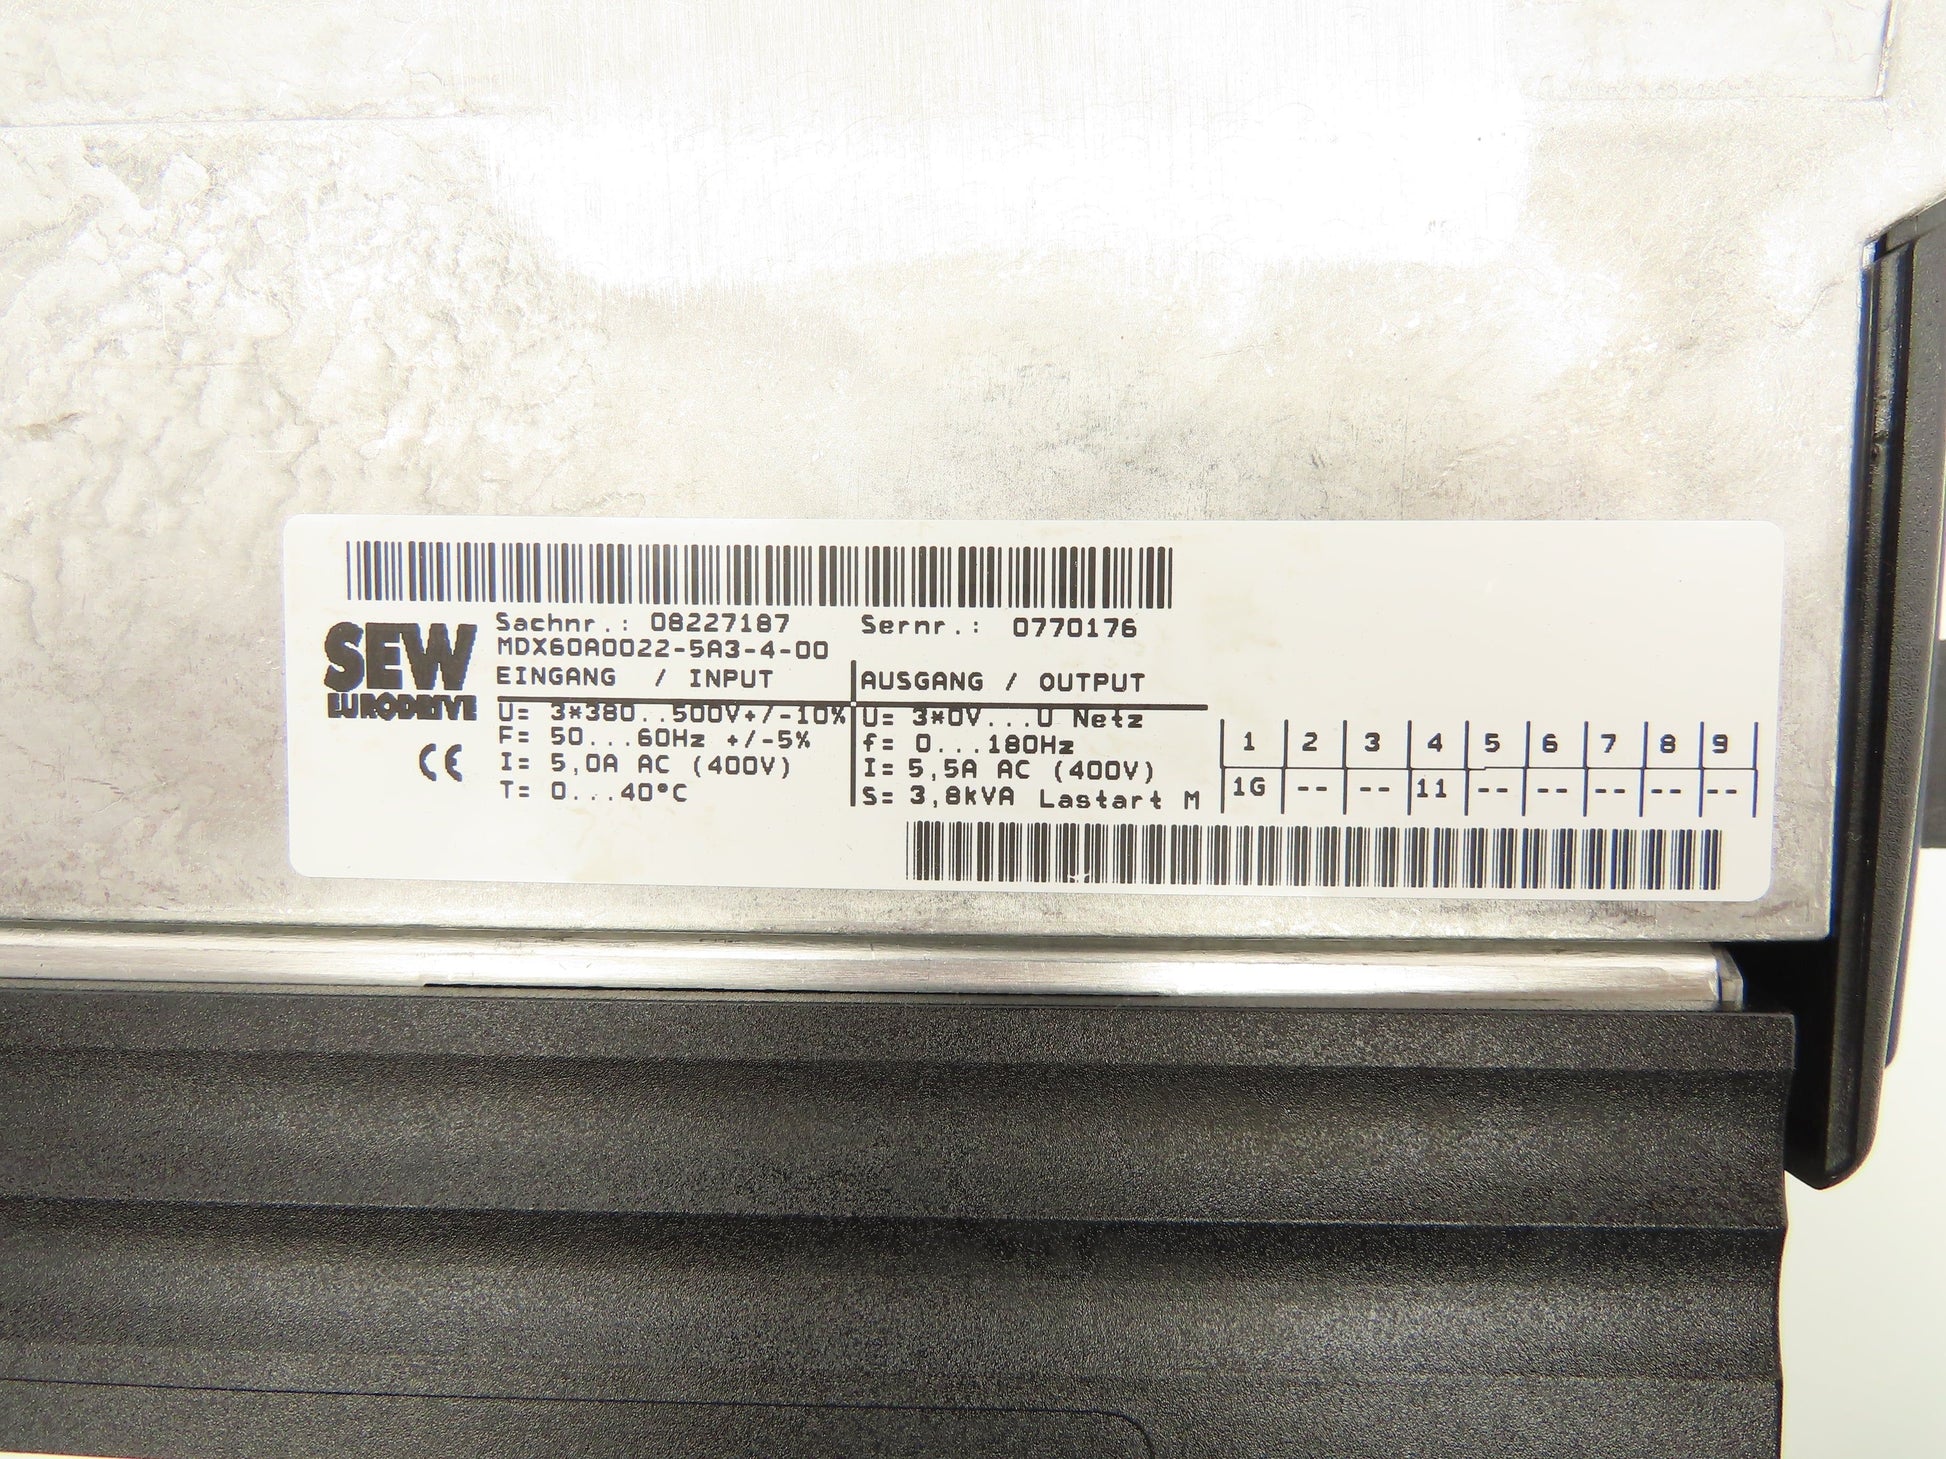 Sachnr.: 08227187 Sernr.: 0770176
MDX60A0022-5A3-4-00
SEW
EURODRIVE
EINGANG / INPUT
U= 3*380..500V+/-10%
F= 50...60Hz +/-5%
I= 5,0A AC (400V)
T= 0...40°C
CE
AUSGANG / OUTPUT
U= 3*0V...U Netz
f= 0...180Hz
I= 5,5A AC (400V)
S= 3,8kVA Lastart M
1 2 3 4 5 6 7 8 9
1G -- -- 11 -- -- -- -- --